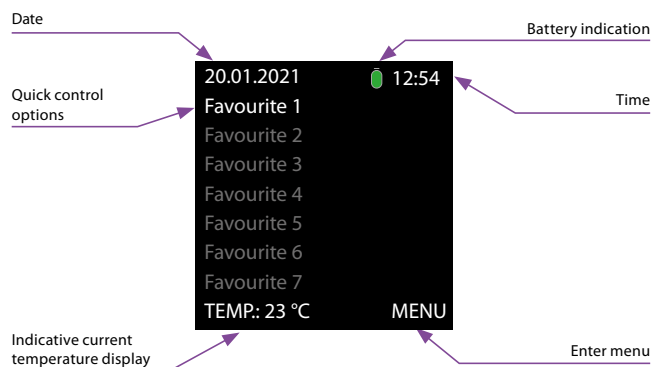 Date
Battery indication
20.01.2021 12:54
Quick control
options
Time
Favourite 1
Favourite 2
Favourite 3
Favourite 4
Favourite 5
Favourite 6
Favourite 7
TEMP.: 23 °C MENU
Indicative current
temperature display
Enter menu